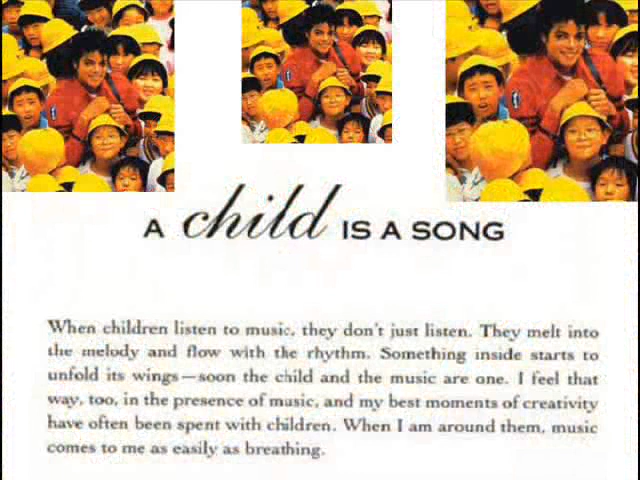 A child IS A SONG
When children listen to music, they don't just listen. They melt into
the melody and flow with the rhythm. Something inside starts to
unfold its wings—soon the child and the music are one. I feel that
way, too, in the presence of music, and my best moments of creativity
have often been spent with children. When I am around them, music
comes to me as easily as breathing.